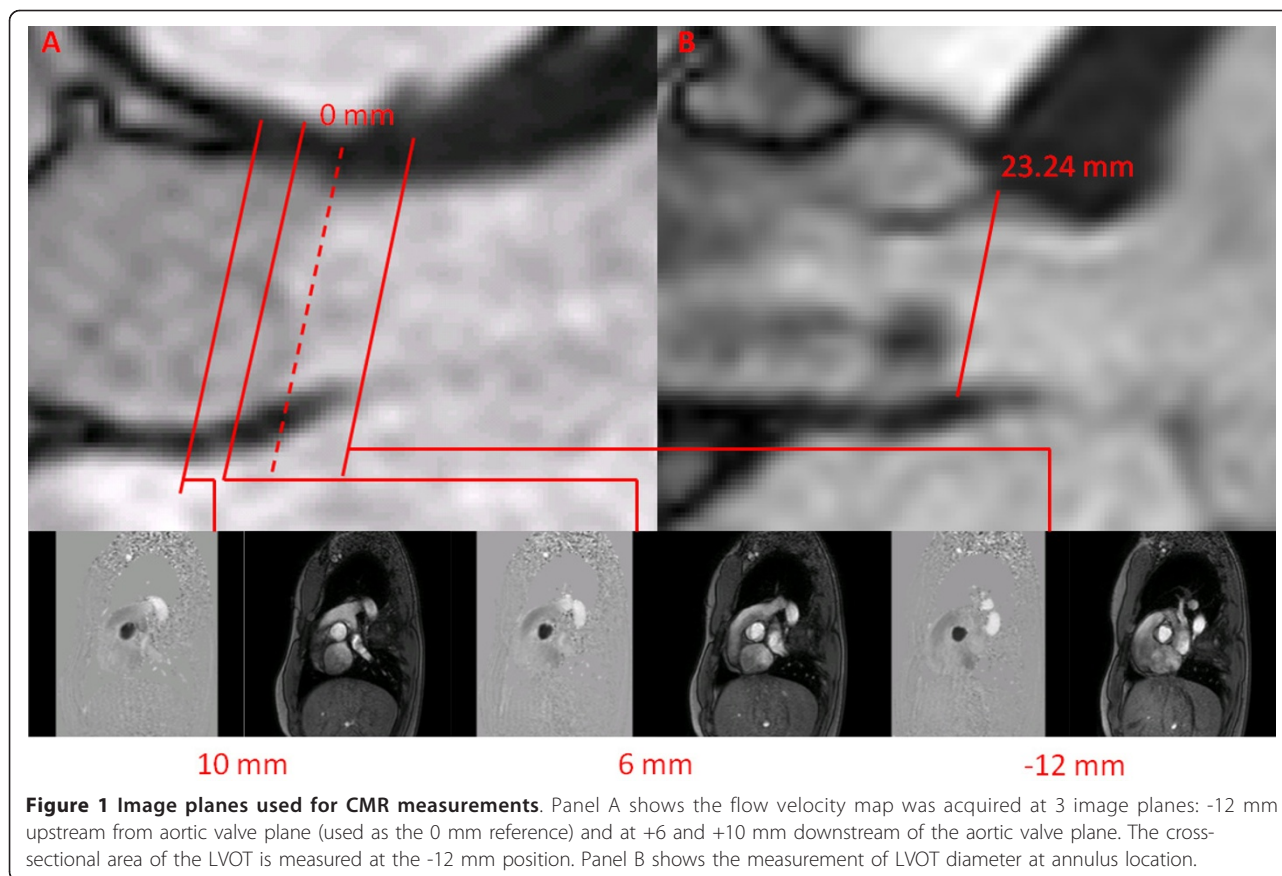 A
B
0 mm
23.24 mm
10 mm
6 mm
-12 mm
Figure 1 Image planes used for CMR measurements. Panel A shows the flow velocity map was acquired at 3 image planes: -12 mm
upstream from aortic valve plane (used as the 0 mm reference) and at +6 and +10 mm downstream of the aortic valve plane. The cross-
sectional area of the LVOT is measured at the -12 mm position. Panel B shows the measurement of LVOT diameter at annulus location.